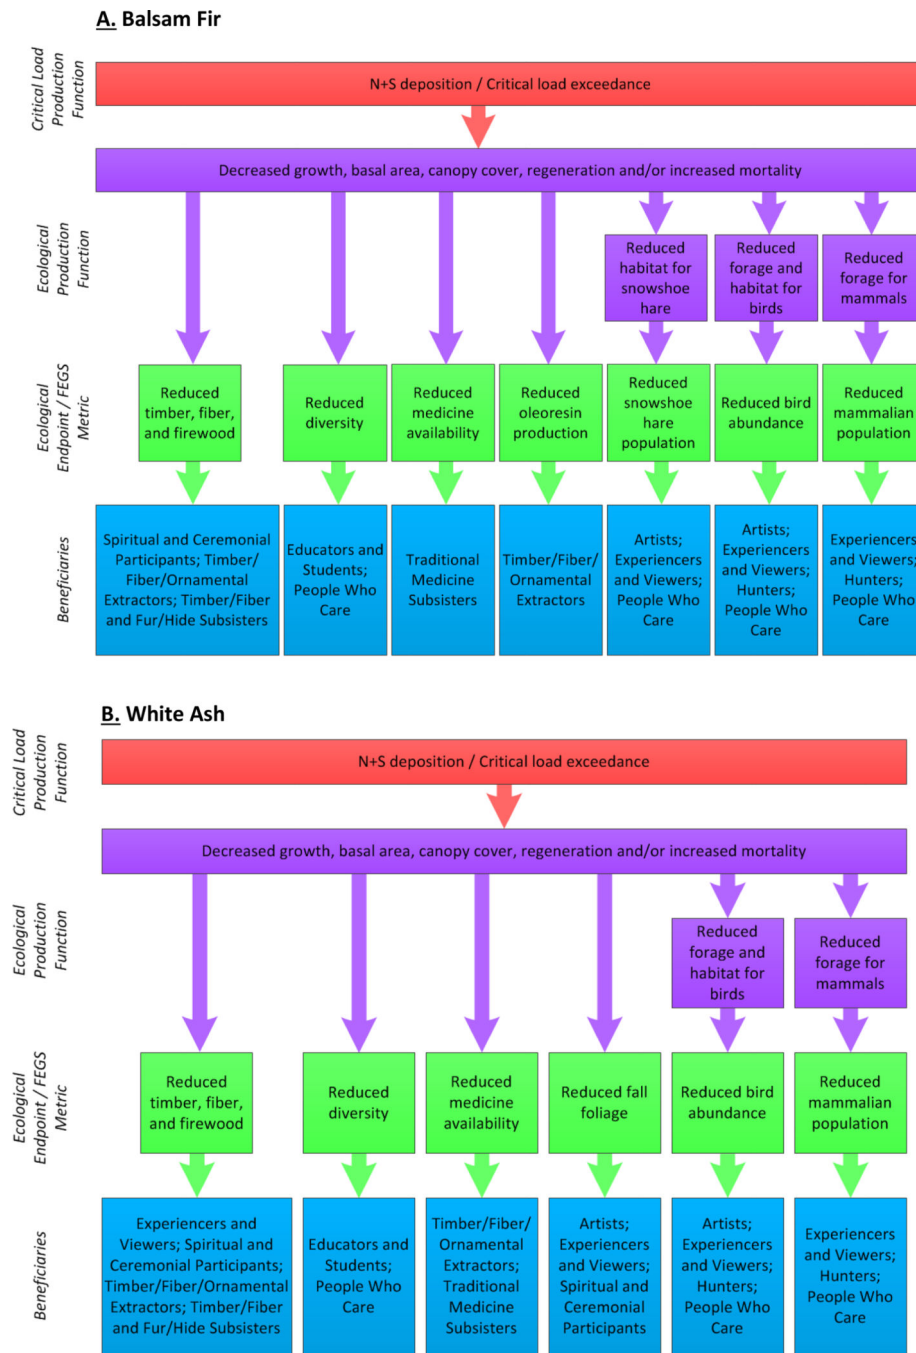 A. Balsam Fir
Critical Load
Production
Function
N+S deposition / Critical load exceedance
Decreased growth, basal area, canopy cover, regeneration and/or increased mortality
Ecological
Production
Function
Reduced
habitat for
snowshoe
hare
Reduced
forage and
habitat for
birds
Reduced
forage for
mammals
Ecological
Endpoint / FEGS
Metric
Reduced
timber, fiber,
and firewood
Reduced
diversity
Reduced
medicine
availability
Reduced
oleoresin
production
Reduced
snowshoe
hare
population
Reduced bird
abundance
Reduced
mammalian
population
Beneficiaries
Spiritual and Ceremonial
Participants; Timber/
Fiber/Ornamental
Extractors; Timber/Fiber
and Fur/Hide Subsisters
Educators and
Students;
People Who
Care
Traditional
Medicine
Subsisters
Timber/Fiber/
Ornamental
Extractors
Artists;
Experiencers
and Viewers;
People Who
Care
Artists;
Experiencers
and Viewers;
Hunters;
People Who
Care
Experiencers
and Viewers;
Hunters;
People Who
Care
B. White Ash
Critical Load
Production
Function
N+S deposition / Critical load exceedance
Decreased growth, basal area, canopy cover, regeneration and/or increased mortality
Ecological
Production
Function
Reduced
forage and
habitat for
birds
Reduced
forage for
mammals
Ecological
Endpoint / FEGS
Metric
Reduced
timber, fiber,
and firewood
Reduced
diversity
Reduced
medicine
availability
Reduced fall
foliage
Reduced bird
abundance
Reduced
mammalian
population
Beneficiaries
Experiencers and
Viewers; Spiritual and
Ceremonial Participants;
Timber/Fiber/Ornamental
Extractors; Timber/Fiber
and Fur/Hide Subsisters
Educators and
Students;
People Who
Care
Timber/Fiber/
Ornamental
Extractors;
Traditional
Medicine
Subsisters
Artists;
Experiencers
and Viewers;
Spiritual and
Ceremonial
Participants
Artists;
Experiencers
and Viewers;
Hunters;
People Who
Care
Experiencers
and Viewers;
Hunters;
People Who
Care